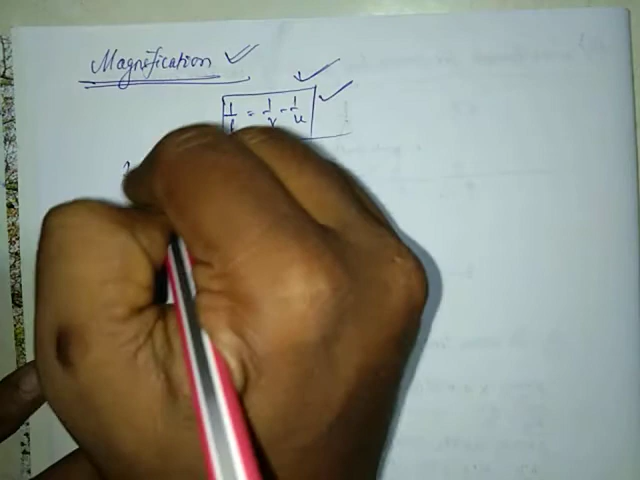 Magnification
1/f = 1/v - 1/u